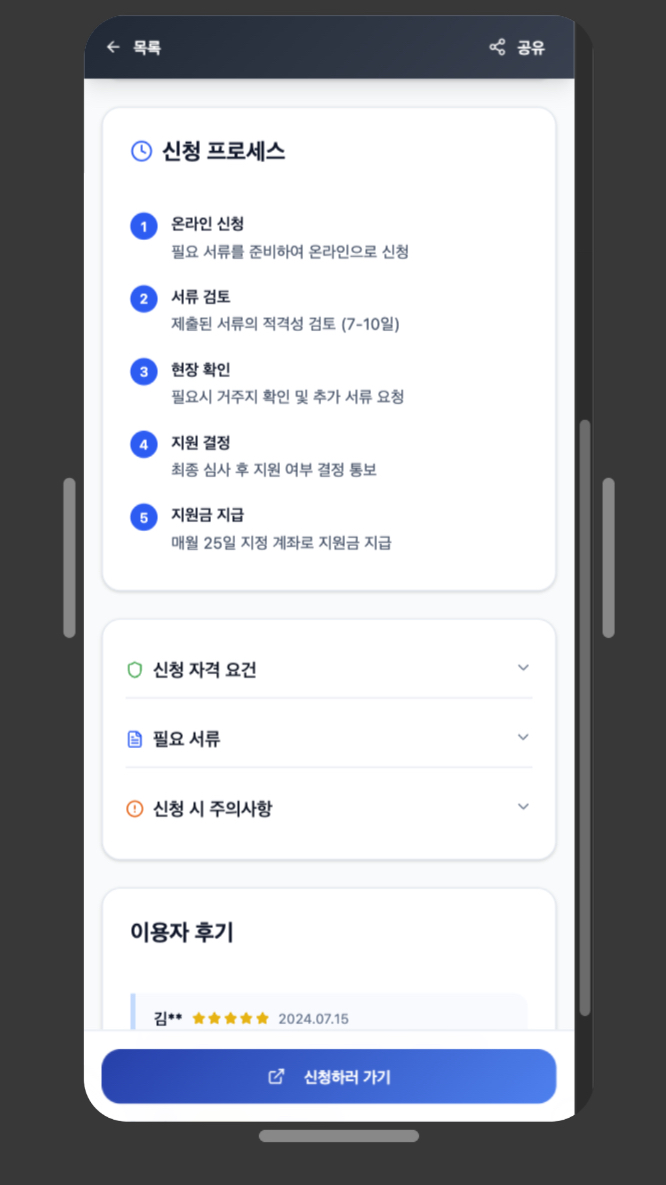 목록
공유
신청 프로세스
1 온라인 신청
필요 서류를 준비하여 온라인으로 신청
2 서류 검토
제출된 서류의 적격성 검토 (7-10일)
3 현장 확인
필요시 거주지 확인 및 추가 서류 요청
4 지원 결정
최종 심사 후 지원 여부 결정 통보
5 지원금 지급
매월 25일 지정 계좌로 지원금 지급
신청 자격 요건
필요 서류
신청 시 주의사항
이용자 후기
김** ★★★★★ 2024.07.15
신청하러 가기